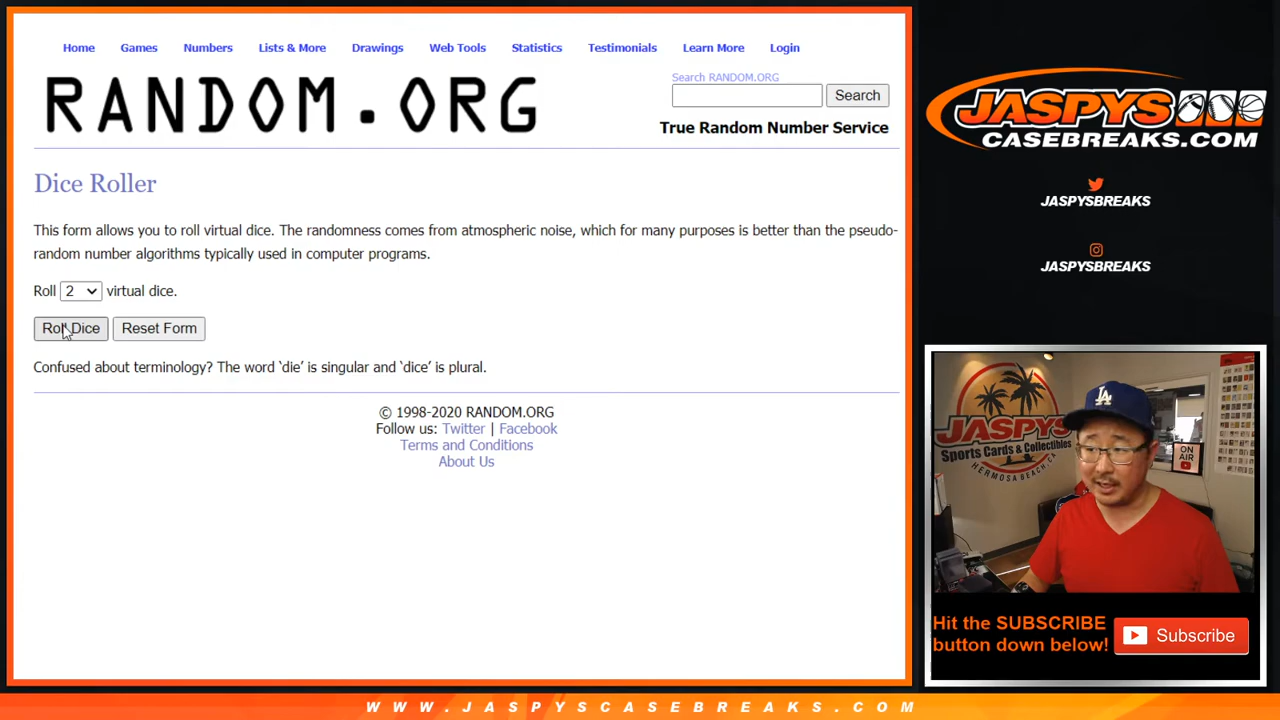 Home Games Numbers Lists & More Drawings Web Tools Statistics Testimonials Learn More Login
RANDOM.ORG
Search RANDOM.ORG
Search
True Random Number Service
Dice Roller
This form allows you to roll virtual dice. The randomness comes from atmospheric noise, which for many purposes is better than the pseudo-
random number algorithms typically used in computer programs.
Roll 2 virtual dice.
Roll Dice Reset Form
Confused about terminology? The word ‘die’ is singular and ‘dice’ is plural.
© 1998-2020 RANDOM.ORG
Follow us: Twitter | Facebook
Terms and Conditions
About Us
JASPYS
CASEBREAKS.COM
JASPYSBREAKS
JASPYSBREAKS
JASPYS
Sports Cards & Collectibles
HERMOSA BEACH, CA
LA
ON
AIR
Hit the SUBSCRIBE
button down below!
Subscribe
WWW.JASPYSCASEBREAKS.COM